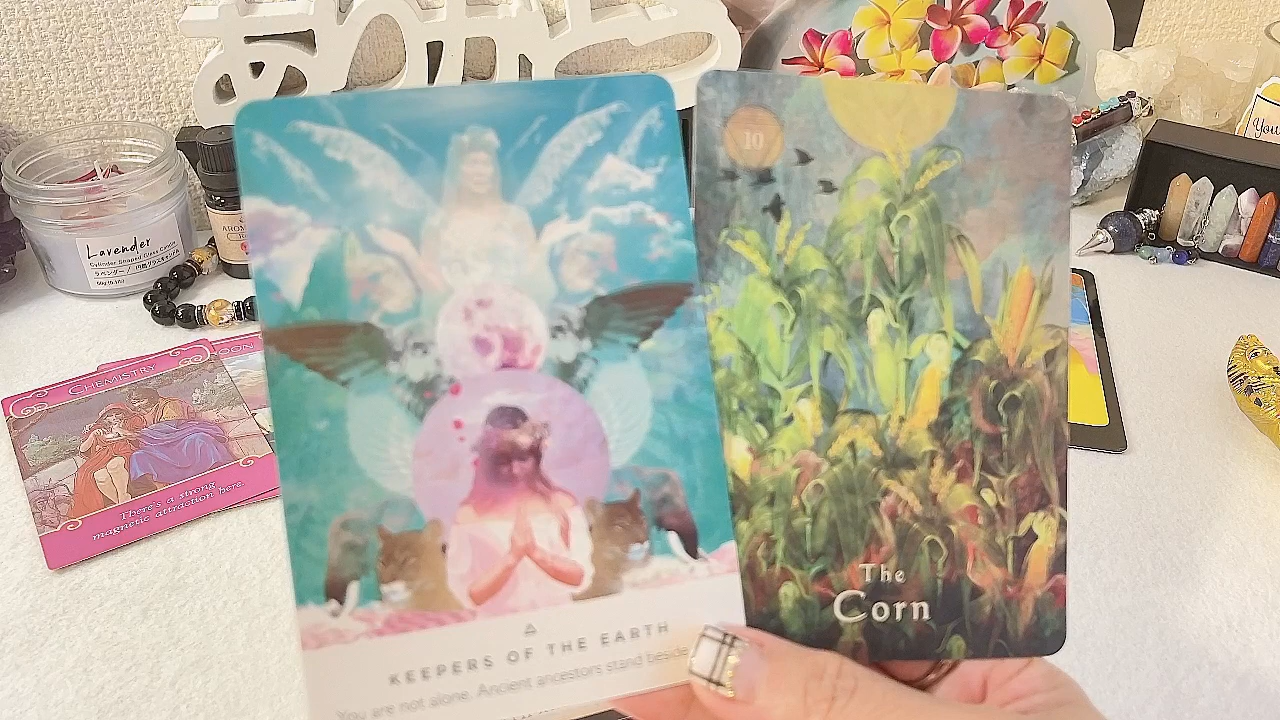 Lavender
ラベンダー
CHEMISTRY
There's a strong
magnetic attraction here.
KEEPERS OF THE EARTH
You are not alone. Ancient ancestors stand beside
10
The
Corn